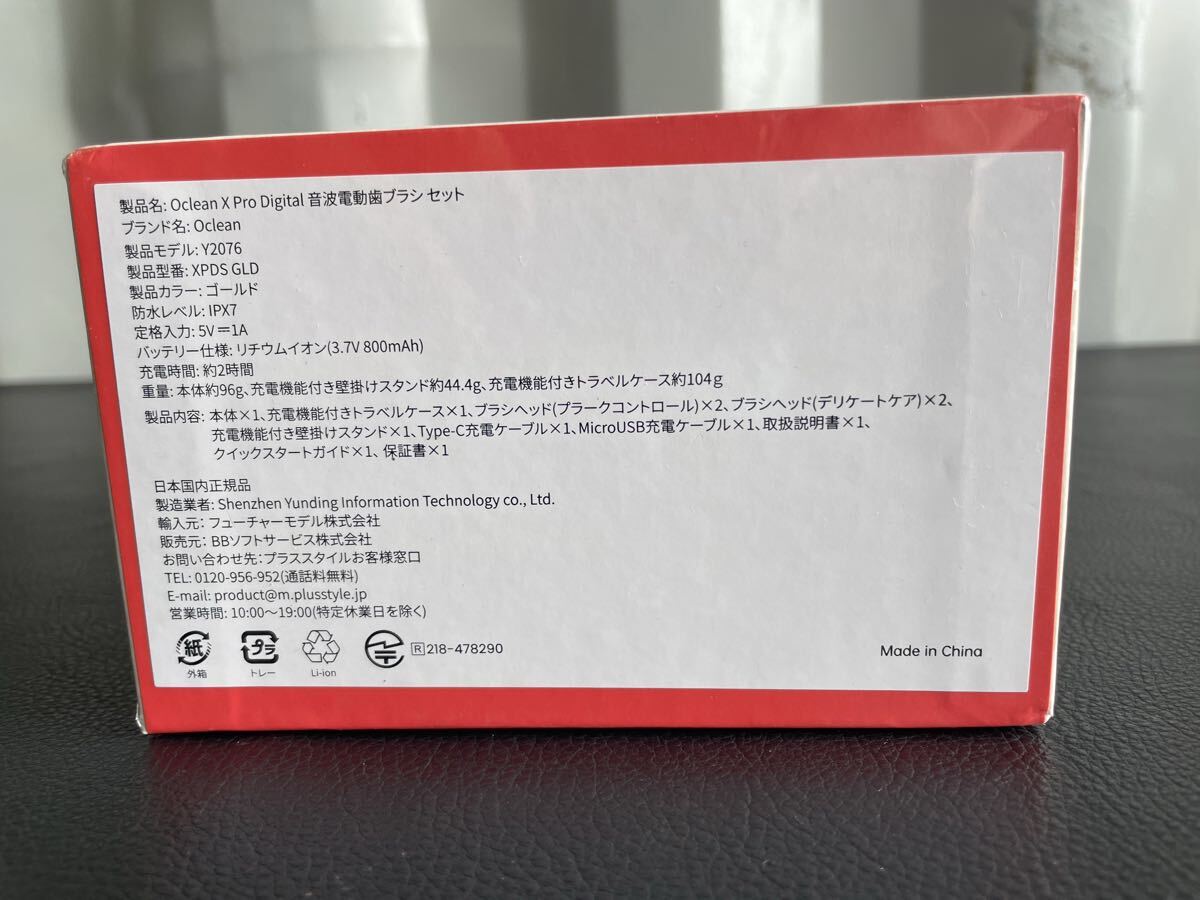 製品名: Oclean X Pro Digital 音波電動歯ブラシ セット
ブランド名: Oclean
製品モデル: Y2076
製品型番: XPDS GLD
製品カラー: ゴールド
防水レベル: IPX7
定格入力: 5V⎓1A
バッテリー仕様: リチウムイオン(3.7V 800mAh)
充電時間: 約2時間
重量: 本体約96g、充電機能付き壁掛けスタンド約44.4g、充電機能付きトラベルケース約104g
製品内容: 本体×1、充電機能付きトラベルケース×1、ブラシヘッド(プラークコントロール)×2、ブラシヘッド(デリケートケア)×2、
充電機能付き壁掛けスタンド×1、Type-C充電ケーブル×1、MicroUSB充電ケーブル×1、取扱説明書×1、
クイックスタートガイド×1、保証書×1
日本国内正規品
製造業者: Shenzhen Yunding Information Technology co., Ltd.
輸入元: フューチャーモデル株式会社
販売元: BBソフトサービス株式会社
お問い合わせ先: プラススタイルお客様窓口
TEL: 0120-956-952(通話料無料)
E-mail: product@m.plusstyle.jp
営業時間: 10:00～19:00(特定休業日を除く)
紙 プラ R 218-478290 Made in China
外箱 トレー Li-ion